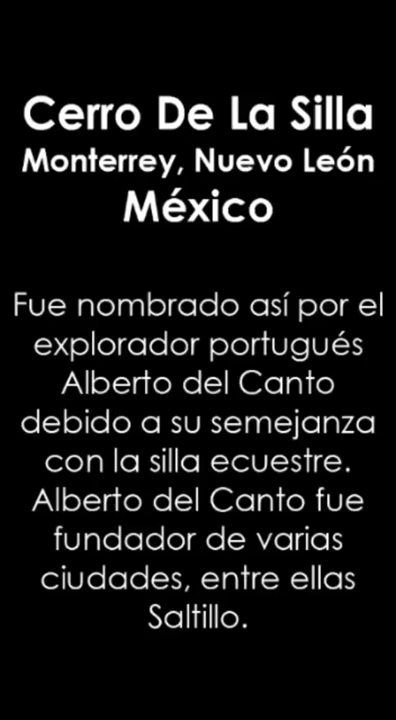 Cerro De La Silla
Monterrey, Nuevo León
México
Fue nombrado así por el
explorador portugués
Alberto del Canto
debido a su semejanza
con la silla ecuestre.
Alberto del Canto fue
fundador de varias
ciudades, entre ellas
Saltillo.